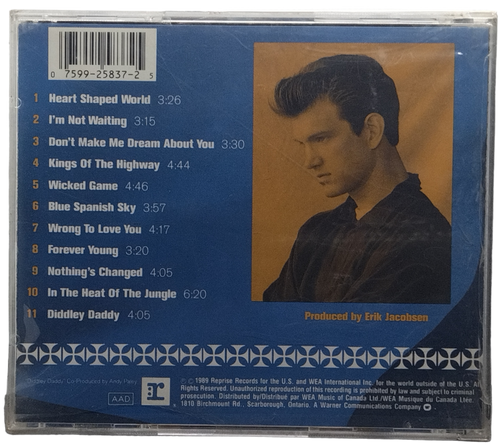 0 7599-25837-2 5
1 Heart Shaped World 3:26
2 I'm Not Waiting 3:15
3 Don't Make Me Dream About You 3:30
4 Kings Of The Highway 4:44
5 Wicked Game 4:46
6 Blue Spanish Sky 3:57
7 Wrong To Love You 4:17
8 Forever Young 3:20
9 Nothing's Changed 4:05
10 In The Heat Of The Jungle 6:20
11 Diddley Daddy 4:05
Produced by Erik Jacobsen
"Diddley Daddy" Co-Produced by
AAD
r
℗ © 1989 Reprise Records for the U.S. and WEA International Inc. for the world outside of the U.S. All
Rights Reserved. Unauthorized reproduction of this recording is prohibited by law and subject to criminal
prosecution. Distributed by/Distribué par WEA Music of Canada Ltd./WEA Musique du Canada Ltée.
1810 Birchmount Rd., Scarborough, Ontario. A Warner Communications Company